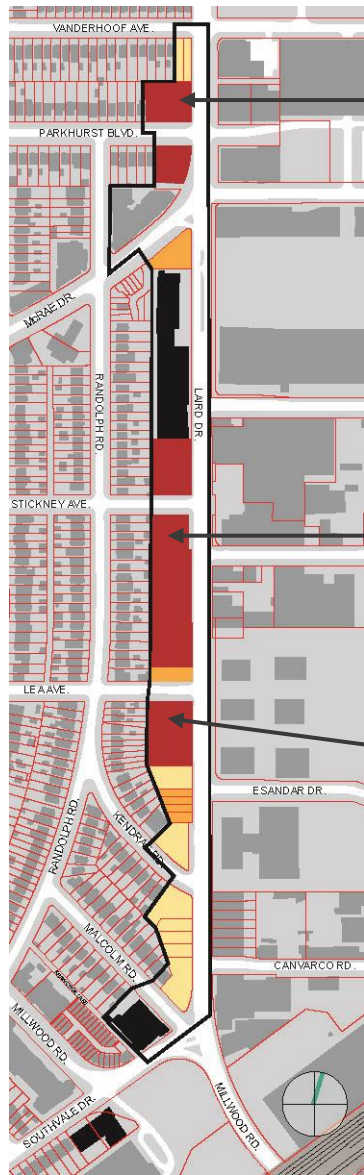 VANDERHOOF AVE.
PARKHURST BLVD.
McRAE DR.
RANDOLPH RD.
LAIRD DR.
STICKNEY AVE.
LEA AVE.
RANDOLPH RD.
KENDRAL RD.
ESANDAR DR.
MALCOLM RD.
CANVARCO RD.
MILLWOOD RD.
MILLWOOD RD.
SOUTHVALE DR.